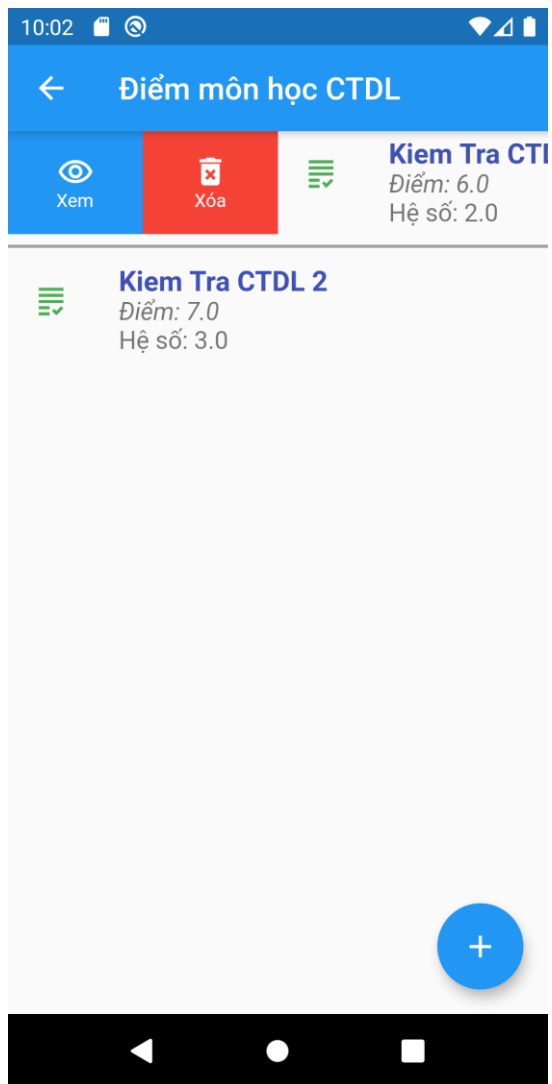 10:02
Điểm môn học CTDL
Xem
Xóa
Kiem Tra CTD
Điểm: 6.0
Hệ số: 2.0
Kiem Tra CTDL 2
Điểm: 7.0
Hệ số: 3.0